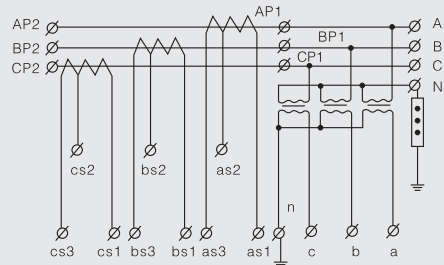 AP2 AP1 A
BP2 BP1 B
CP2 CP1 C
N
cs2 bs2 as2
n
cs3 cs1 bs3 bs1 as3 as1 c b a